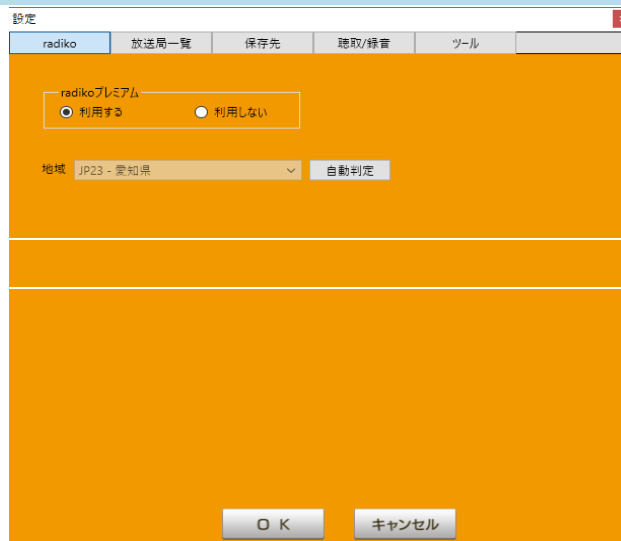 設定
radiko 放送局一覧 保存先 聴取/録音 ツール
radikoプレミアム
利用する 利用しない
地域 JP23 - 愛知県 自動判定
OK キャンセル